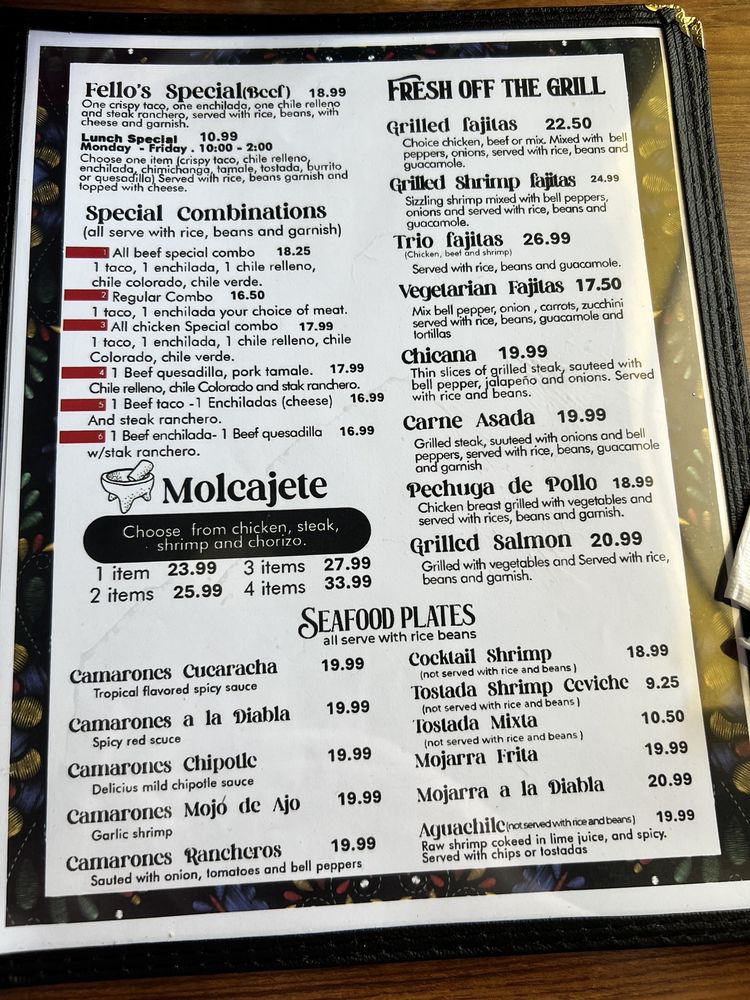 Fello's Special(Beef) 18.99
One crispy taco, one enchilada, one chile relleno
and steak ranchero, served with rice, beans, with
cheese and garnish.
Lunch Special 10.99
Monday - Friday . 10:00 - 2:00
Choose one item (crispy taco, chile relleno,
enchilada, chimichanga, tamale, tostada, burrito
or quesadilla) Served with rice, beans garnish and
topped with cheese.
Special Combinations
(all serve with rice, beans and garnish)
1 All beef special combo 18.25
1 taco, 1 enchilada, 1 chile relleno,
chile colorado, chile verde.
2 Regular Combo 16.50
1 taco, 1 enchilada your choice of meat.
3 All chicken Special combo 17.99
1 taco, 1 enchilada, 1 chile relleno, chile
Colorado, chile verde.
4 1 Beef quesadilla, pork tamale. 17.99
Chile relleno, chile Colorado and stak ranchero.
5 1 Beef taco -1 Enchiladas (cheese) 16.99
And steak ranchero.
6 1 Beef enchilada- 1 Beef quesadilla 16.99
w/stak ranchero.
Molcajete
Choose from chicken, steak,
shrimp and chorizo.
1 item 23.99 3 items 27.99
2 items 25.99 4 items 33.99
FRESH OFF THE GRILL
Grilled fajitas 22.50
Choice chicken, beef or mix. Mixed with bell
peppers, onions, served with rice, beans and
guacamole.
Grilled Shrimp fajitas 24.99
Sizzling shrimp mixed with bell peppers,
onions and served with rice, beans and
guacamole.
Trio fajitas 26.99
(Chicken, beef and shrimp)
Served with rice, beans and guacamole.
Vegetarian Fajitas 17.50
Mix bell pepper, onion , carrots, zucchini
served with rice, beans, guacamole and
tortillas
Chicana 19.99
Thin slices of grilled steak, sauteed with
bell pepper, jalapeño and onions. Served
with rice and beans.
Carne Asada 19.99
Grilled steak, suuteed with onions and bell
peppers, served with rice, beans, guacamole
and garnish
Pechuga de Pollo 18.99
Chicken breast grilled with vegetables and
served with rices, beans and garnish.
Grilled Salmon 20.99
Grilled with vegetables and Served with rice,
beans and garnish.
SEAFOOD PLATES
all serve with rice beans
Camarones Cucaracha 19.99
Tropical flavored spicy sauce
Camarones a la Diabla 19.99
Spicy red scuce
Camarones Chipotle 19.99
Delicius mild chipotle sauce
Camarones Mojó de Ajo 19.99
Garlic shrimp
Camarones Rancheros 19.99
Sauted with onion, tomatoes and bell peppers
Cocktail Shrimp 18.99
(not served with rice and beans)
Tostada Shrimp Ceviche 9.25
(not served with rice and beans)
Tostada Mixta 10.50
(not served with rice and beans)
Mojarra Frita 19.99
Mojarra a la Diabla 20.99
Aguachile(not served with rice and beans) 19.99
Raw shrimp cokeed in lime juice, and spicy.
Served with chips or tostadas